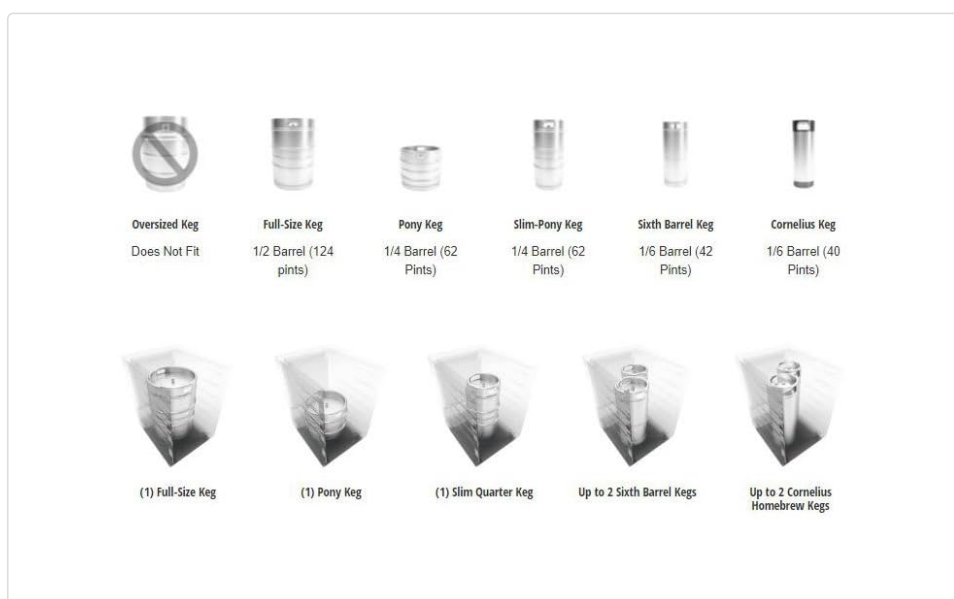 Oversized Keg
Full-Size Keg
Pony Keg
Slim-Pony Keg
Sixth Barrel Keg
Cornelius Keg
Does Not Fit
1/2 Barrel (124
pints)
1/4 Barrel (62
Pints)
1/4 Barrel (62
Pints)
1/6 Barrel (42
Pints)
1/6 Barrel (40
Pints)
(1) Full-Size Keg
(1) Pony Keg
(1) Slim Quarter Keg
Up to 2 Sixth Barrel Kegs
Up to 2 Cornelius
Homebrew Kegs